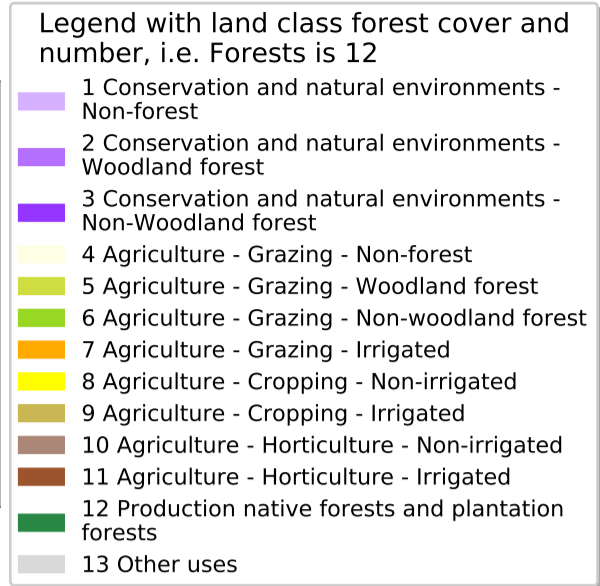 Legend with land class forest cover and
number, i.e. Forests is 12
1 Conservation and natural environments -
Non-forest
2 Conservation and natural environments -
Woodland forest
3 Conservation and natural environments -
Non-Woodland forest
4 Agriculture - Grazing - Non-forest
5 Agriculture - Grazing - Woodland forest
6 Agriculture - Grazing - Non-woodland forest
7 Agriculture - Grazing - Irrigated
8 Agriculture - Cropping - Non-irrigated
9 Agriculture - Cropping - Irrigated
10 Agriculture - Horticulture - Non-irrigated
11 Agriculture - Horticulture - Irrigated
12 Production native forests and plantation
forests
13 Other uses